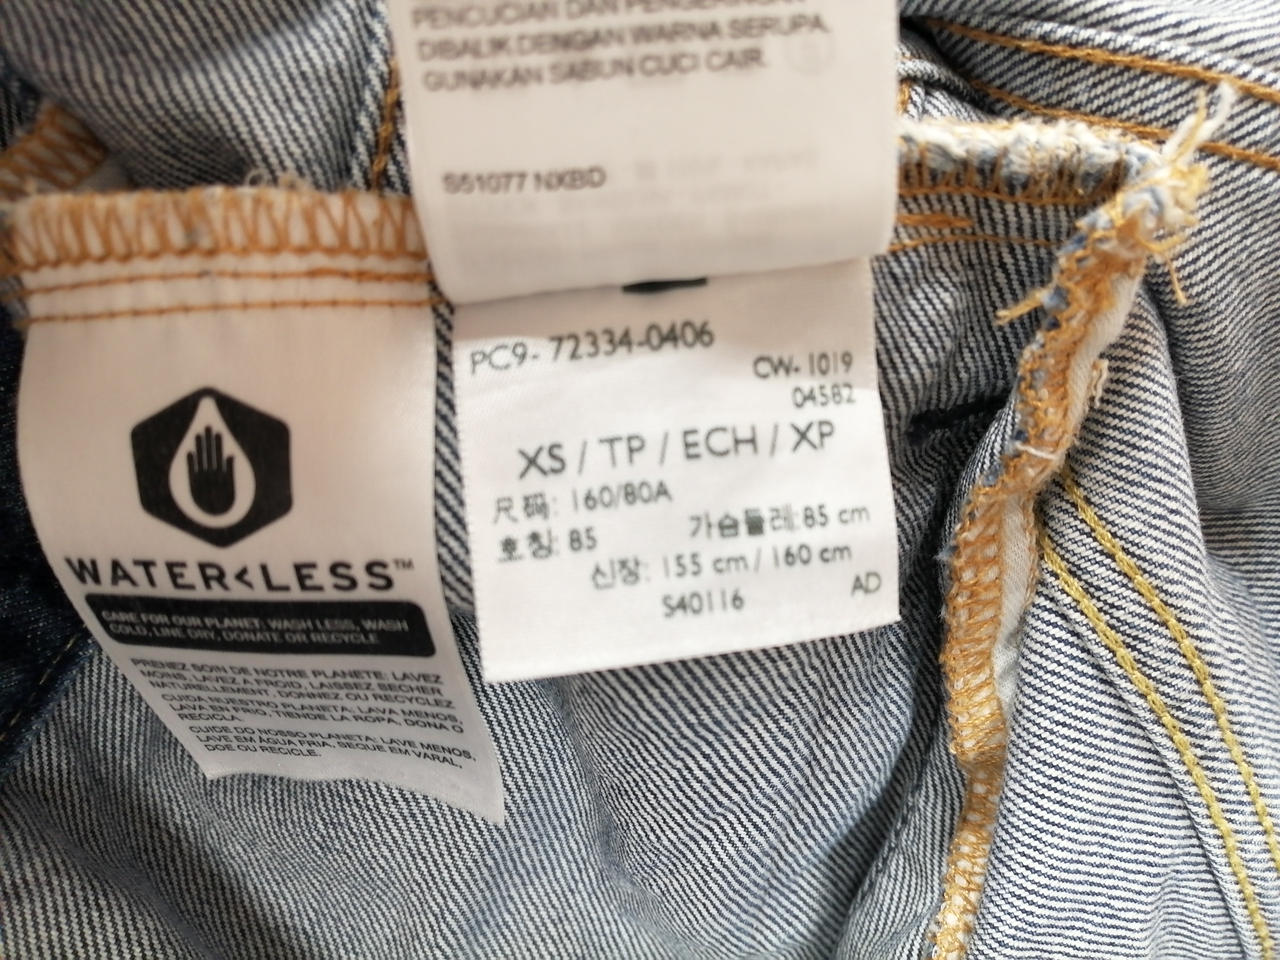 PENCUCIAN DAN PENGERINGAN
DIBALIK DENGAN WARNA SERUPA.
GUNAKAN SABUN CUCI CAIR.
S51077 NXBD
PC9- 72334-0406
CW- 1019
04582
XS / TP / ECH / XP
尺码: 160/80A
호칭: 85 가슴둘레: 85 cm
신장: 155 cm / 160 cm
S40116 AD
WATER<LESS™
CARE FOR OUR PLANET: WASH LESS, WASH
COLD, LINE DRY, DONATE OR RECYCLE.
PRENEZ SOIN DE NOTRE PLANETE: LAVEZ
MOINS, LAVEZ A FROID, LAISSEZ SECHER
NATURELLEMENT, DONNEZ OU RECYCLEZ
CUIDA NUESTRO PLANETA: LAVA MENOS,
LAVA EN FRIO, TIENDE LA ROPA, DONA O
RECICLA.
CUIDE DO NOSSO PLANETA: LAVE MENOS,
LAVE EM ÁGUA FRIA, SEQUE EM VARAL,
DOE OU RECICLE.